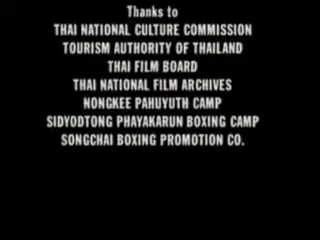 Thanks to
THAI NATIONAL CULTURE COMMISSION
TOURISM AUTHORITY OF THAILAND
THAI FILM BOARD
THAI NATIONAL FILM ARCHIVES
NONGKEE PAHUYUTH CAMP
SIDYODTONG PHAYAKARUN BOXING CAMP
SONGCHAI BOXING PROMOTION CO.